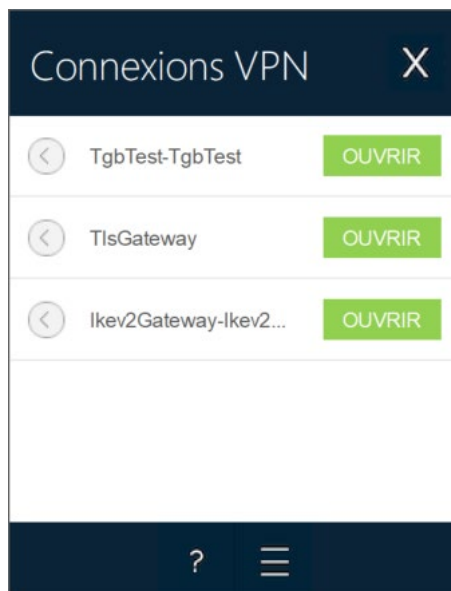 Connexions VPN X
TgbTest-TgbTest OUVRIR
TlsGateway OUVRIR
Ikev2Gateway-Ikev2... OUVRIR
?